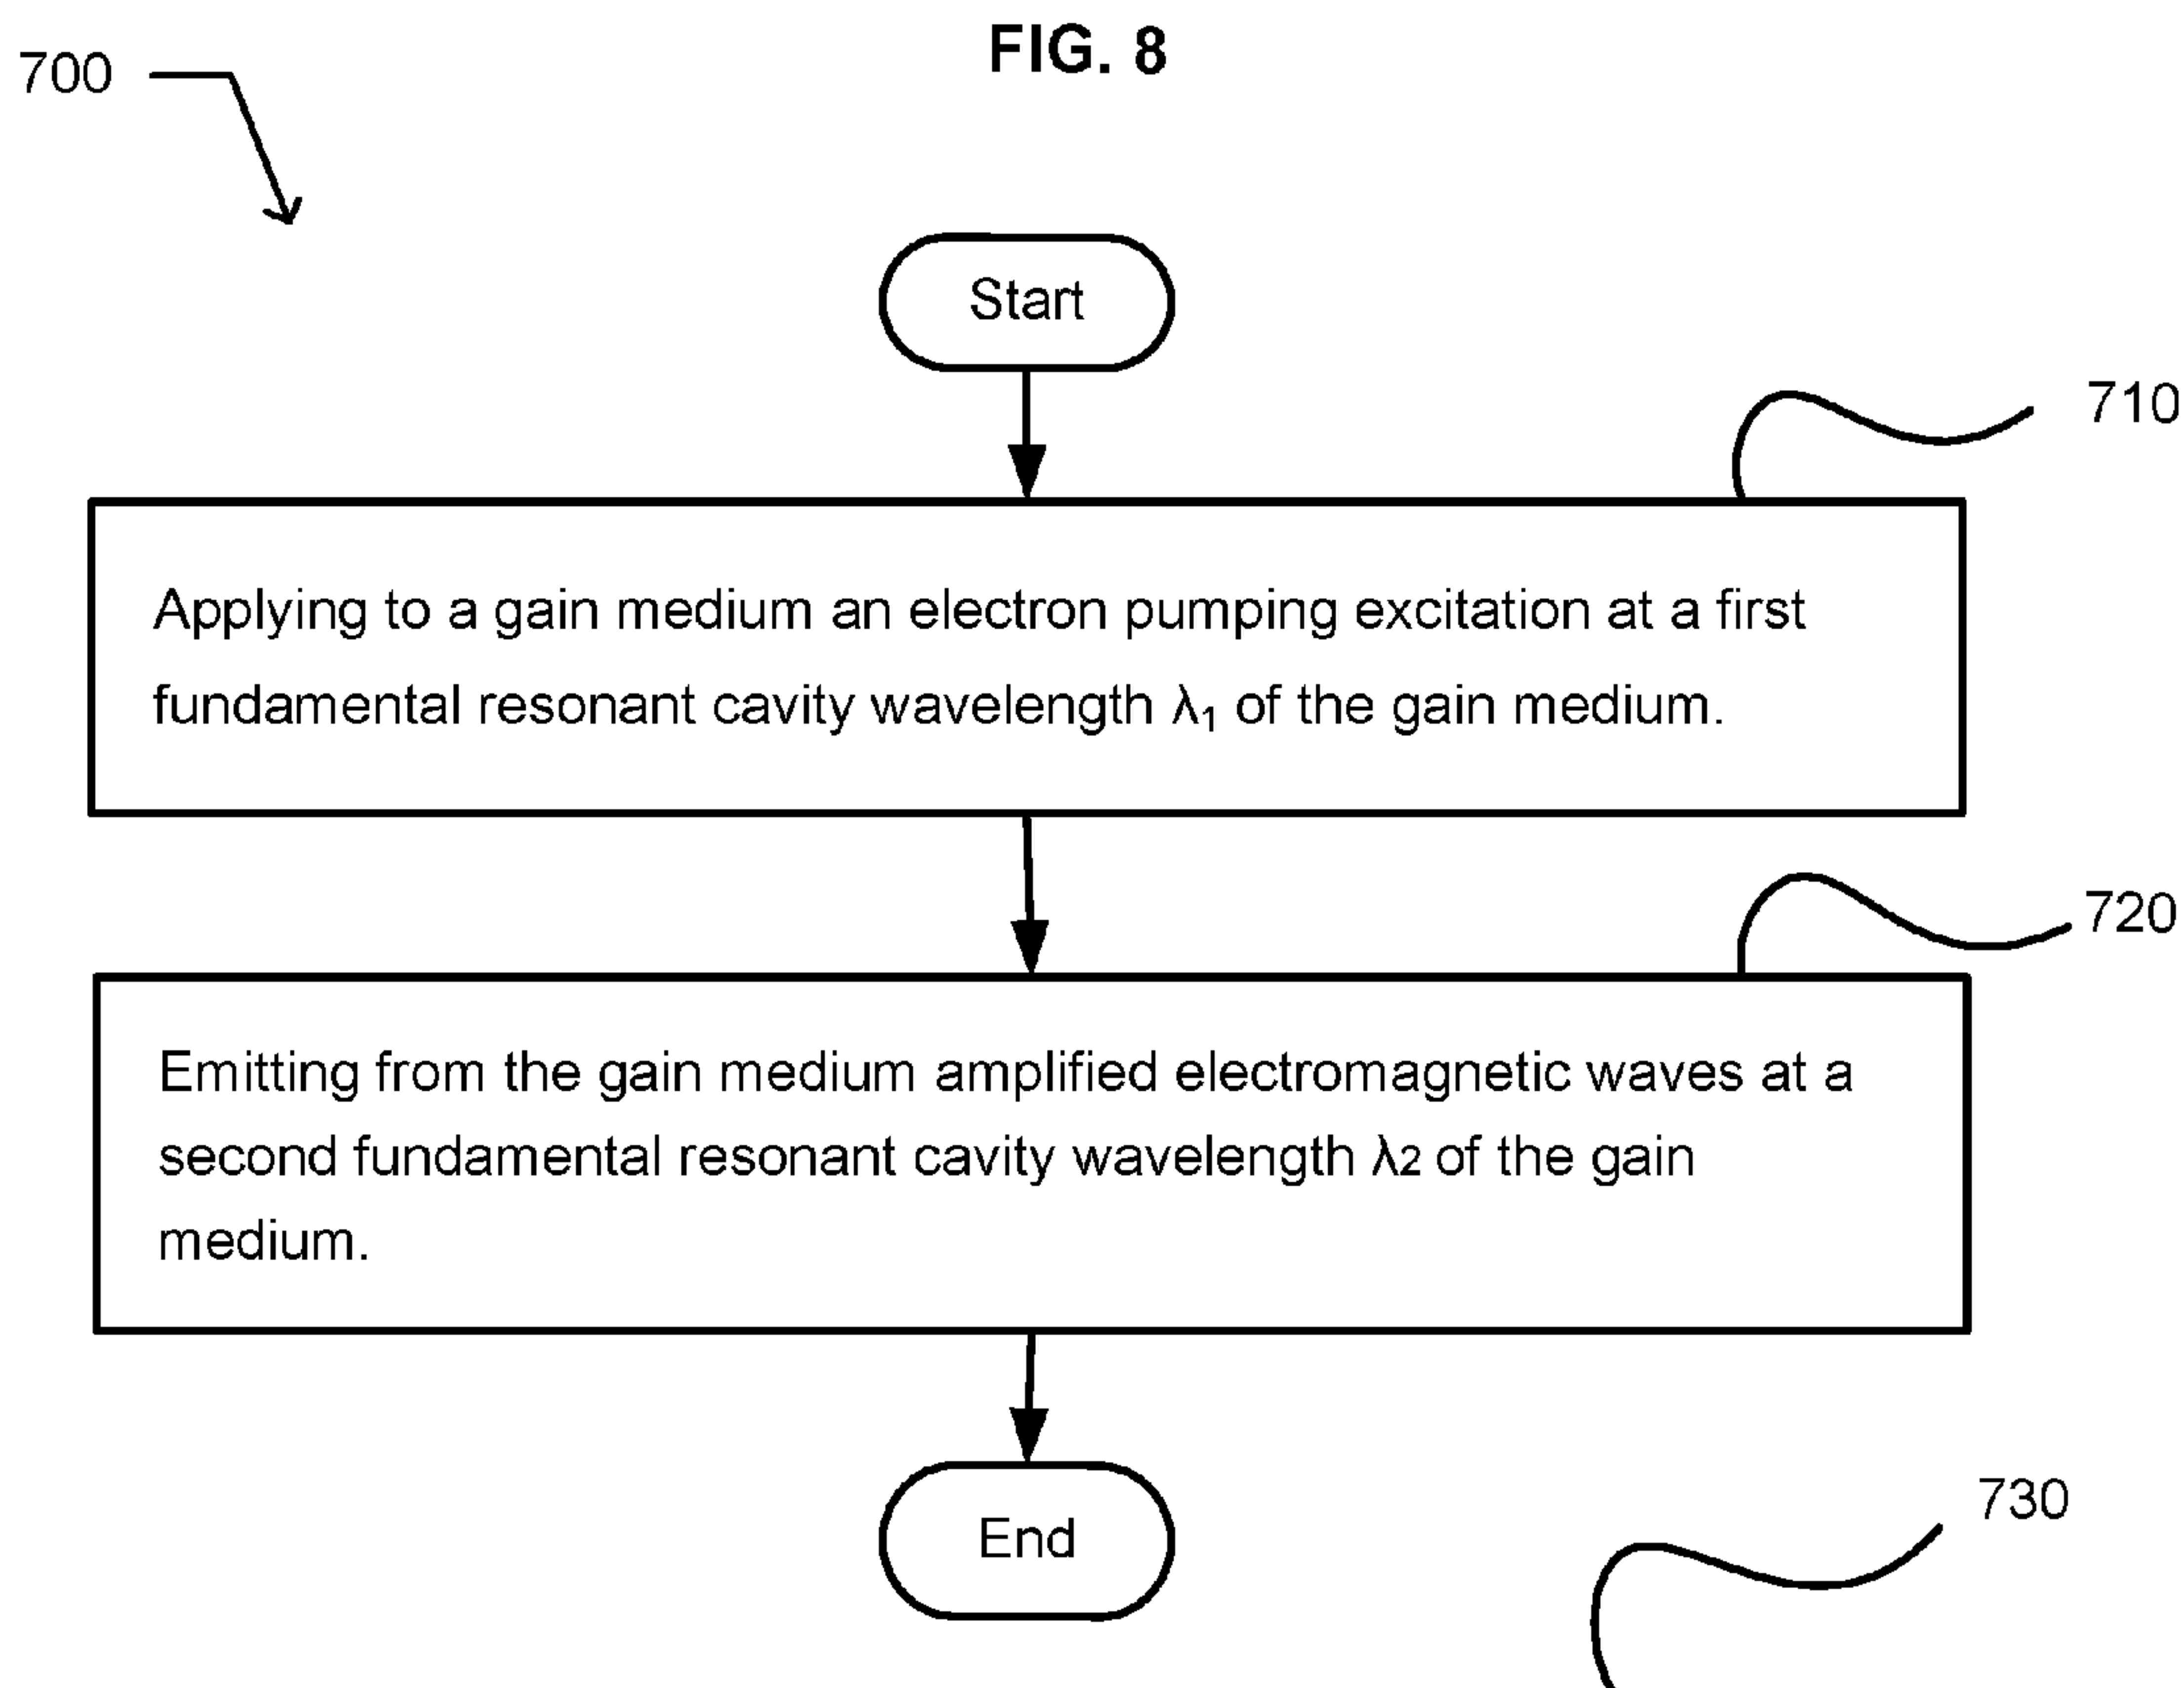 FIG. 8
700
Start
710
Applying to a gain medium an electron pumping excitation at a first
fundamental resonant cavity wavelength λ₁ of the gain medium.
720
Emitting from the gain medium amplified electromagnetic waves at a
second fundamental resonant cavity wavelength λ2 of the gain
medium.
End
730